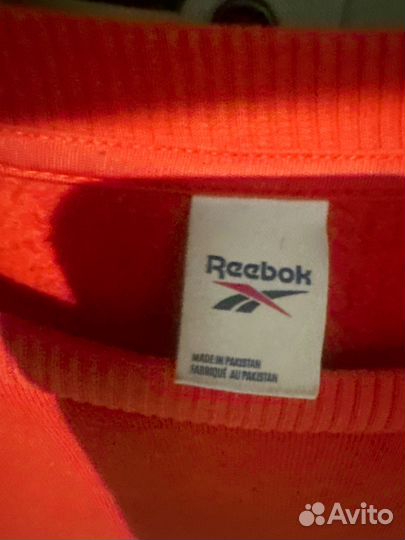 Reebok
MADE IN PAKISTAN
FABRIQUÉ AU PAKISTAN
Avito